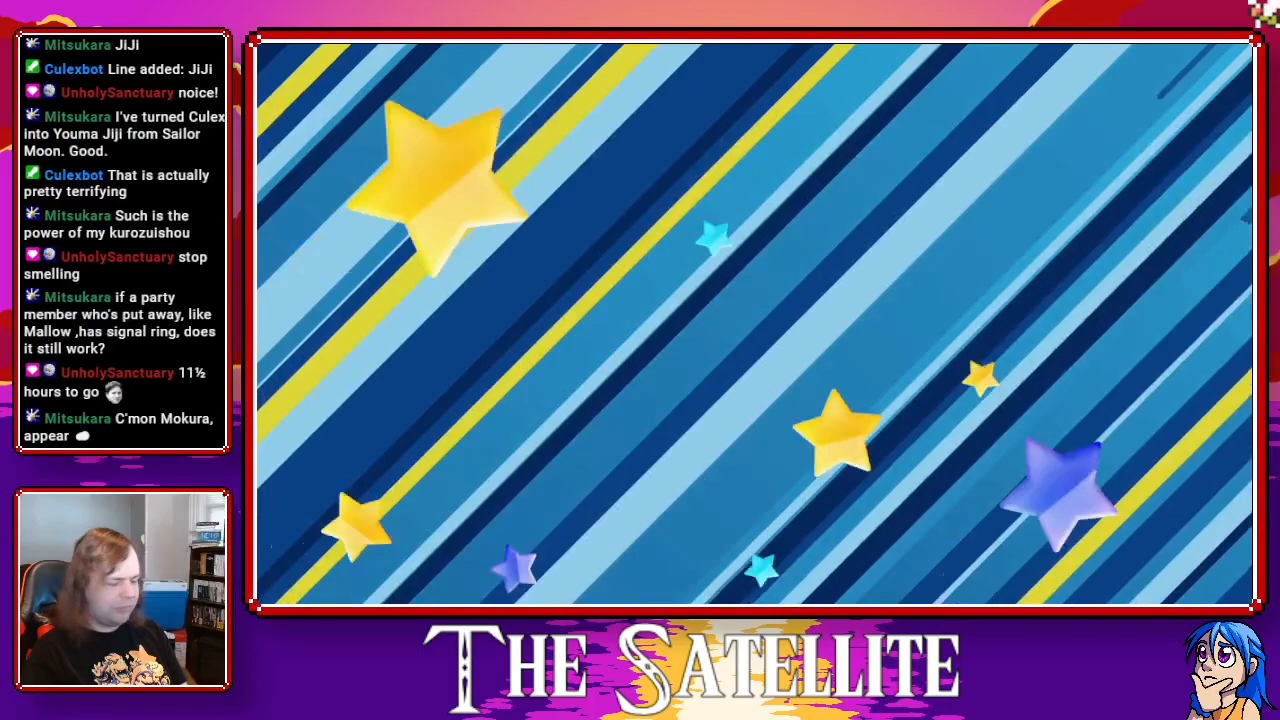 Mitsukara JiJi
Culexbot Line added: JiJi
UnholySanctuary noice!
Mitsukara I've turned Culex
into Youma Jiji from Sailor
Moon. Good.
Culexbot That is actually
pretty terrifying
Mitsukara Such is the
power of my kurozuishou
UnholySanctuary stop
smelling
Mitsukara if a party
member who's put away, like
Mallow ,has signal ring, does
it still work?
UnholySanctuary 11½
hours to go
Mitsukara C'mon Mokura,
appear
THE SATELLITE